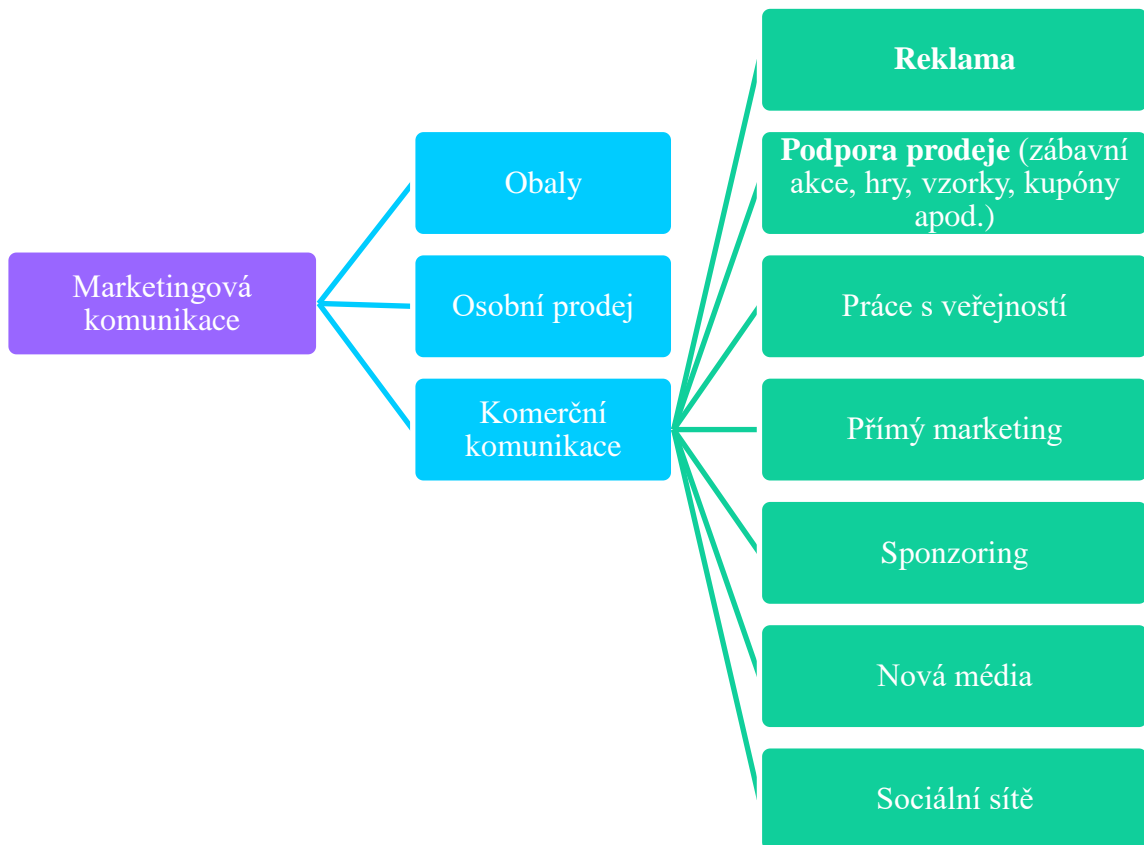 Marketingová
komunikace
Obaly
Osobní prodej
Komerční
komunikace
Reklama
Podpora prodeje (zábavní
akce, hry, vzorky, kupóny
apod.)
Práce s veřejností
Přímý marketing
Sponzoring
Nová média
Sociální sítě